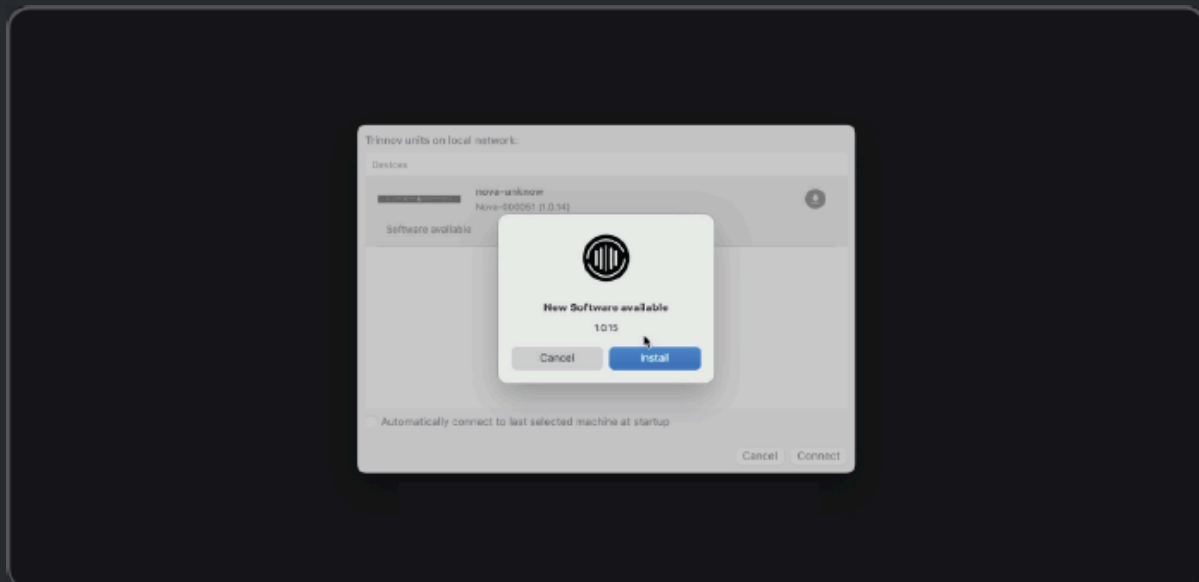 Trinnov units on local network:
Devices
nova-unknow
Nova-000061 [1.0.14]
Software available
New Software available
1.0.15
Cancel
Install
Automatically connect to last selected machine at startup
Cancel
Connect